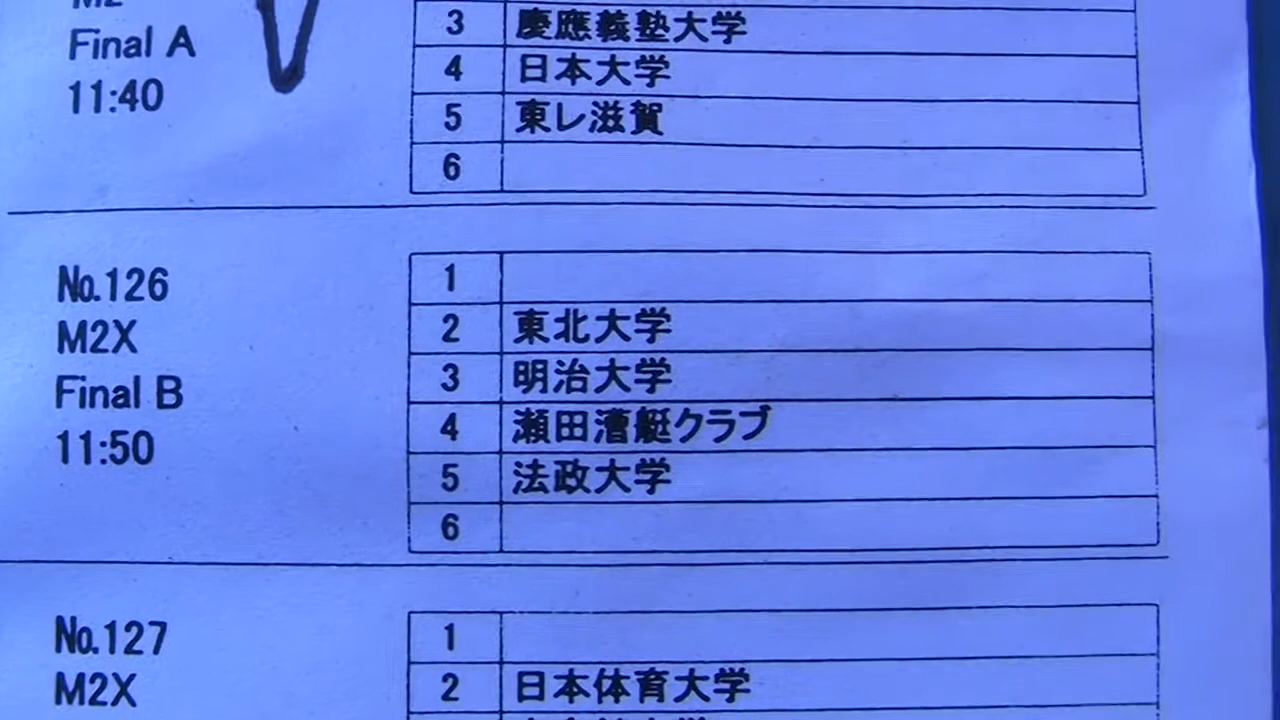 M2
Final A
11:40
3 慶應義塾大学
4 日本大学
5 東レ滋賀
6
No.126
M2X
Final B
11:50
1
2 東北大学
3 明治大学
4 瀬田漕艇クラブ
5 法政大学
6
No.127
M2X
1
2 日本体育大学